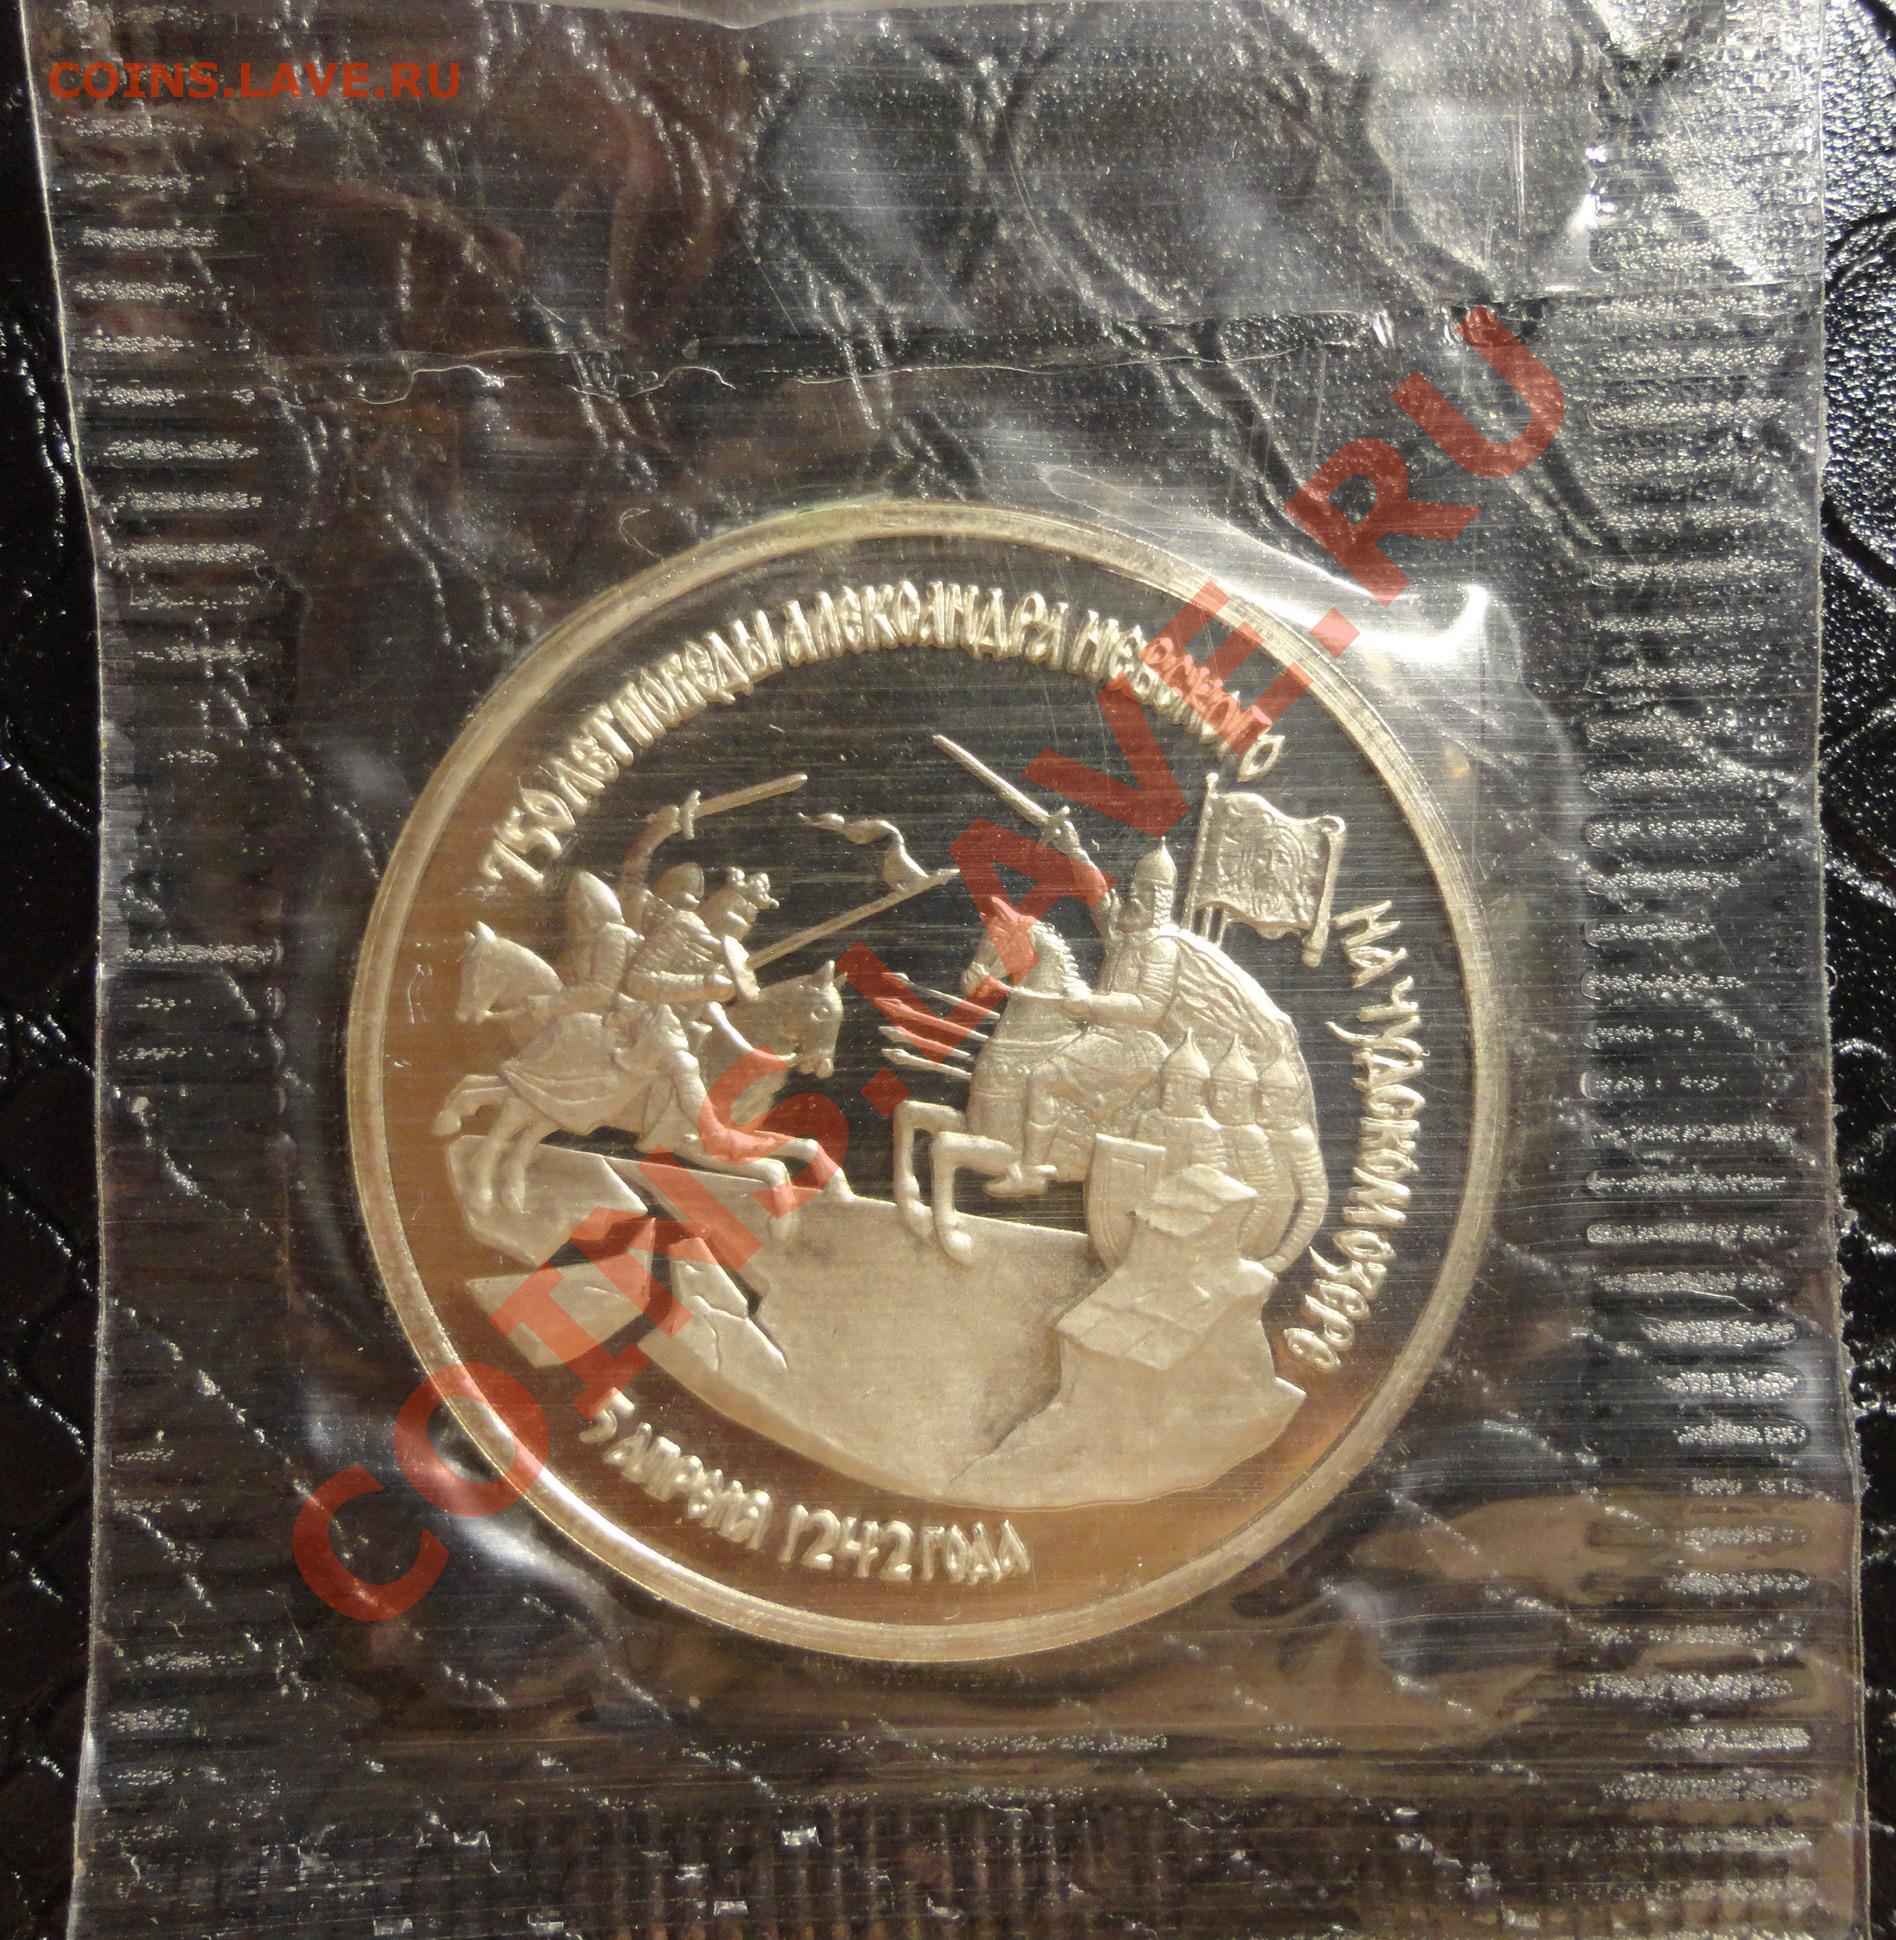 COINS.LAVE.RU
750 ЛЕТ ПОБЕДЫ АЛЕКСАНДРА НЕВСКОГО
НА ЧУДСКОМ ОЗЕРЕ
5 АПРЕЛЯ 1242 ГОДА
COINS.LAVE.RU